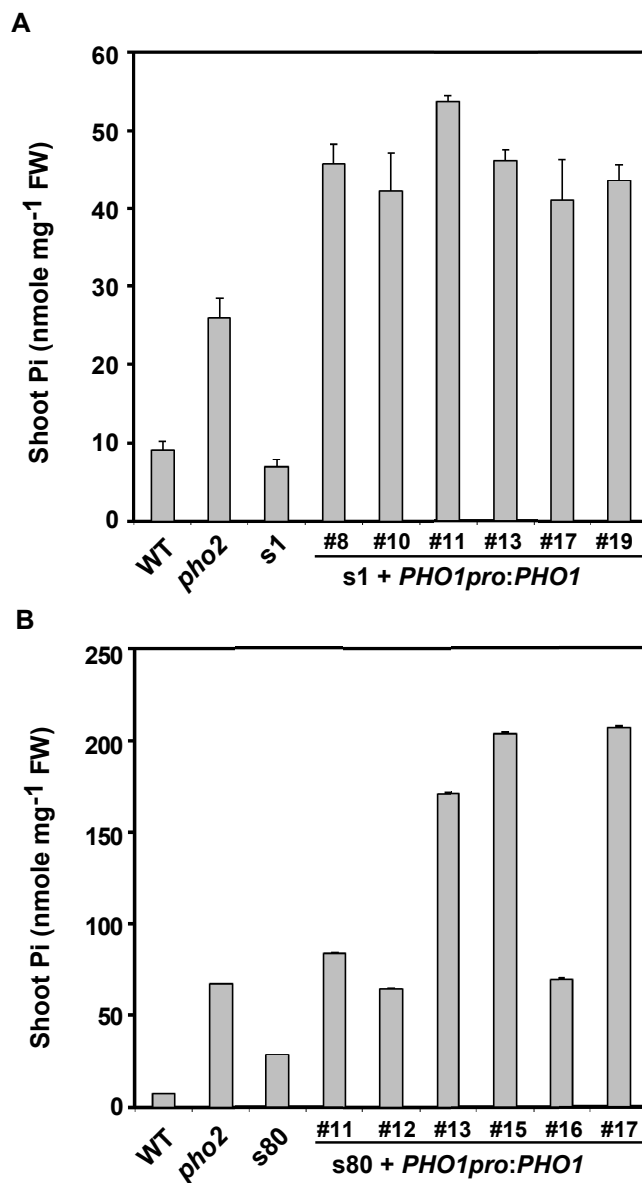 A
60
50
40
30
20
10
0
Shoot Pi (nmole mg-1 FW)
WT
pho2
s1
#8 #10 #11 #13 #17 #19
s1 + PHO1pro:PHO1
B
250
200
150
100
50
0
Shoot Pi (nmole mg-1 FW)
WT
pho2
s80
#11 #12 #13 #15 #16 #17
s80 + PHO1pro:PHO1